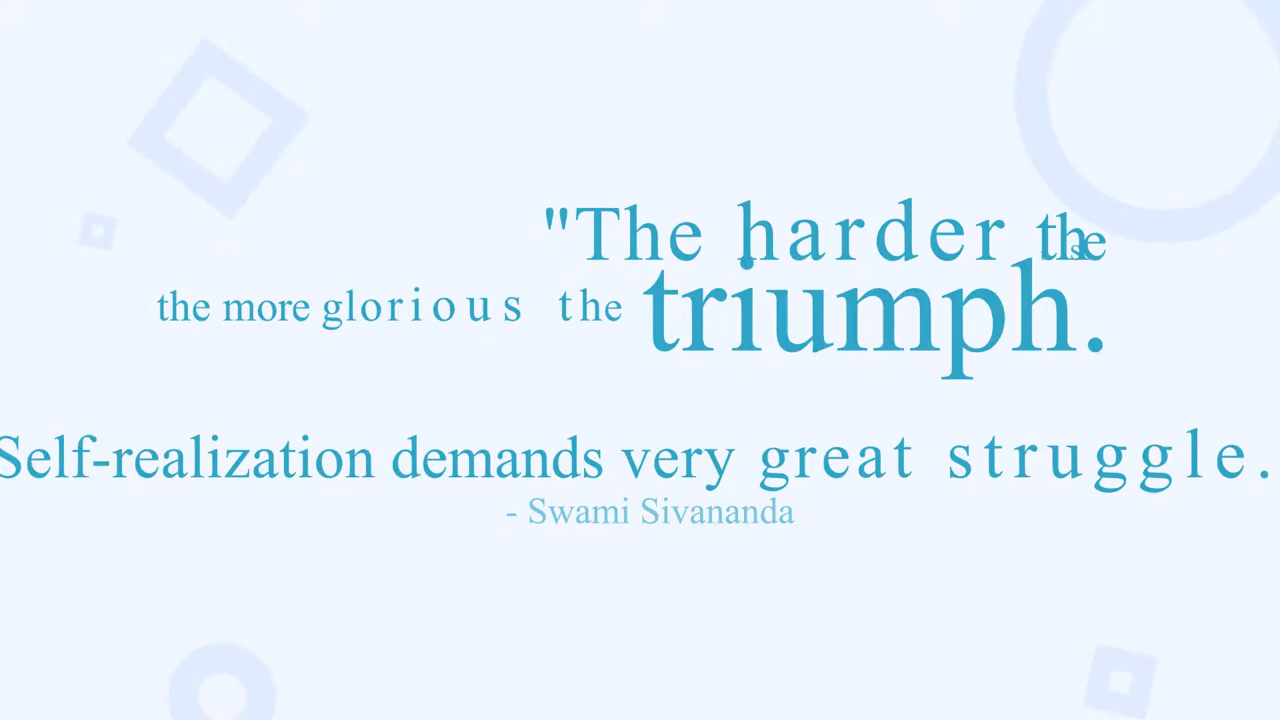 "The harder the
the more glorious the triumph.
Self-realization demands very great struggle.
- Swami Sivananda